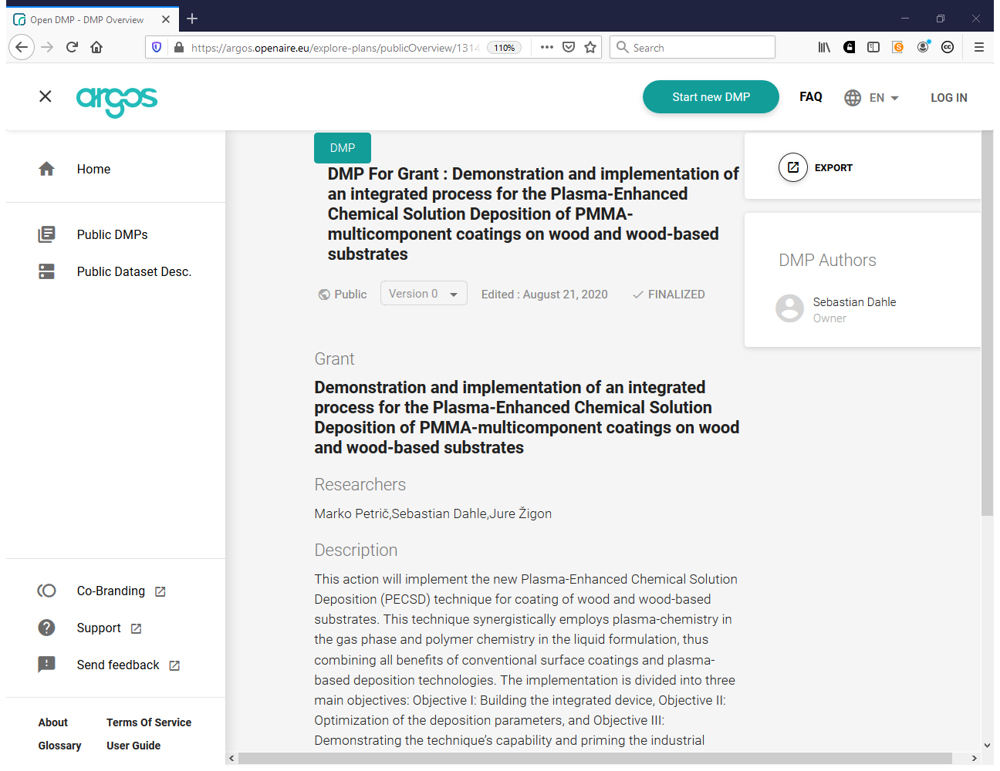 Open DMP - DMP Overview
https://argos.openaire.eu/explore-plans/publicOverview/1314
110%
Search
argos
Start new DMP
FAQ
EN
LOG IN
Home
Public DMPs
Public Dataset Desc.
Co-Branding
Support
Send feedback
About
Terms Of Service
Glossary
User Guide
DMP
DMP For Grant : Demonstration and implementation of
an integrated process for the Plasma-Enhanced
Chemical Solution Deposition of PMMA-
multicomponent coatings on wood and wood-based
substrates
Public
Version 0
Edited : August 21, 2020
FINALIZED
Grant
Demonstration and implementation of an integrated
process for the Plasma-Enhanced Chemical Solution
Deposition of PMMA-multicomponent coatings on wood
and wood-based substrates
Researchers
Marko Petrič,Sebastian Dahle,Jure Žigon
Description
This action will implement the new Plasma-Enhanced Chemical Solution
Deposition (PECSD) technique for coating of wood and wood-based
substrates. This technique synergistically employs plasma-chemistry in
the gas phase and polymer chemistry in the liquid formulation, thus
combining all benefits of conventional surface coatings and plasma-
based deposition technologies. The implementation is divided into three
main objectives: Objective I: Building the integrated device, Objective II:
Optimization of the deposition parameters, and Objective III:
Demonstrating the technique's capability and priming the industrial
EXPORT
DMP Authors
Sebastian Dahle
Owner